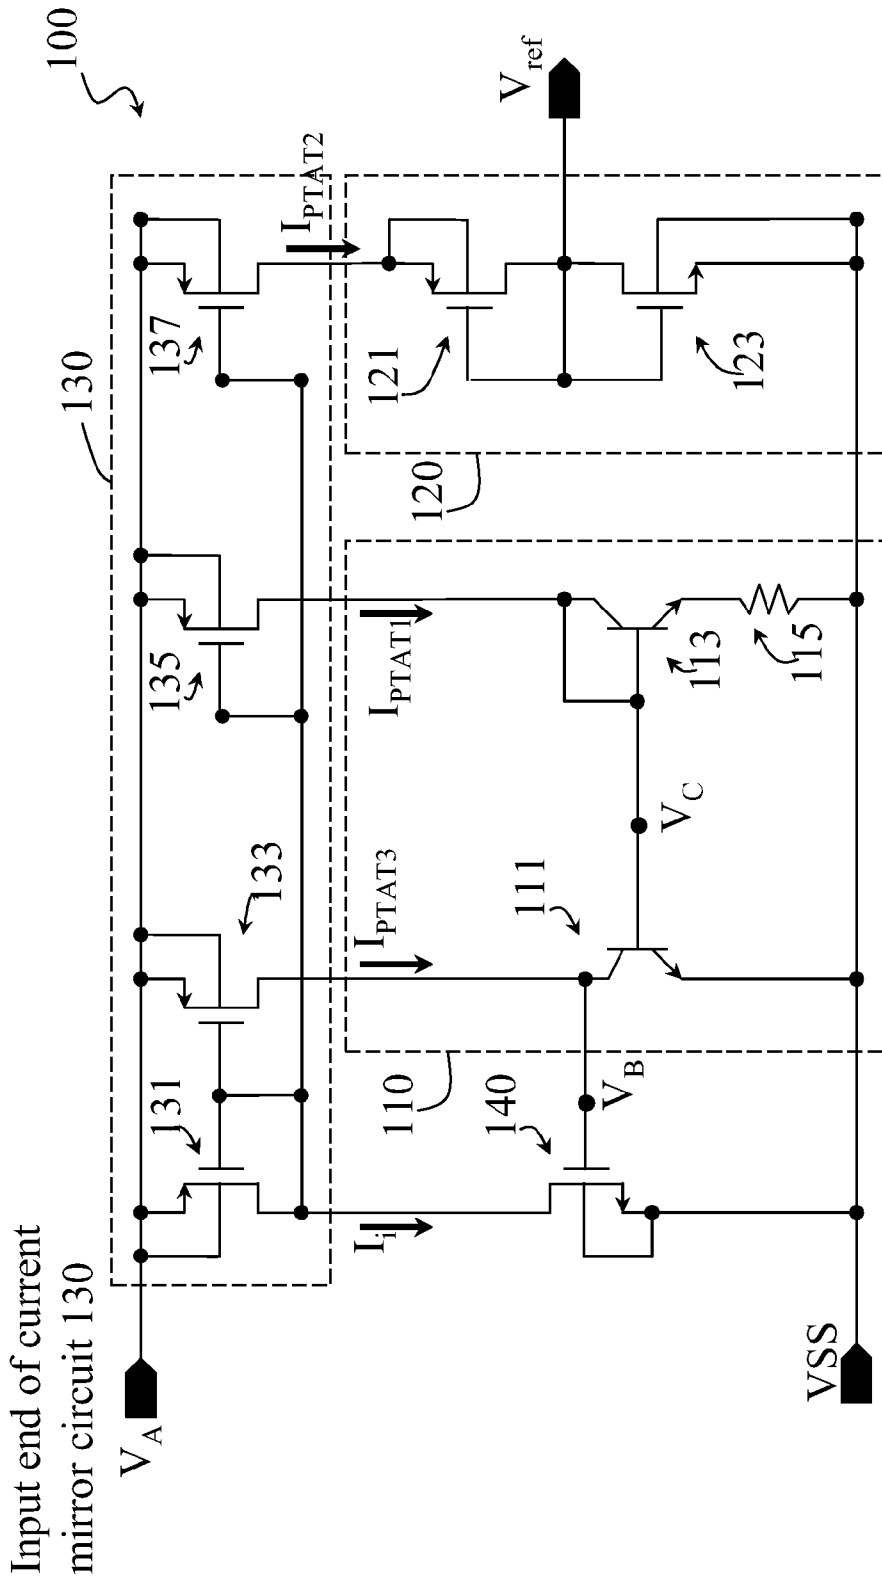 Input end of current
mirror circuit 130
100
130
V_A
131
133
135
137
I_i
I_PTAT3
I_PTAT1
I_PTAT2
110
120
140
V_B
111
V_C
113
115
121
123
V_ref
VSS